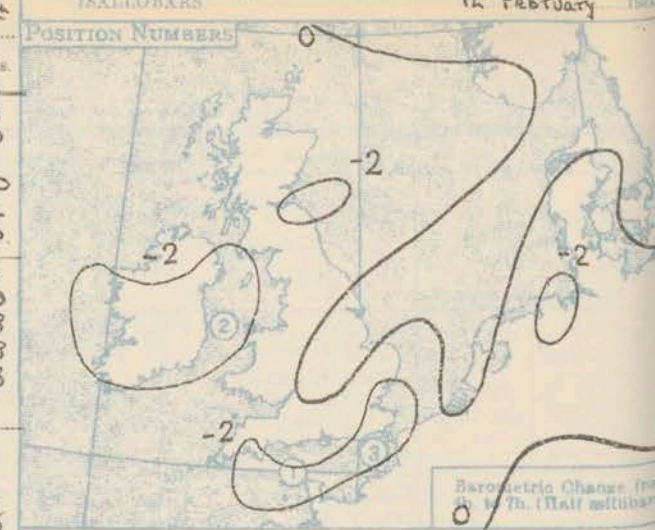 ISALLOBARS
12 February
POSITION NUMBERS
0
-2
-2
-2
2
-2
3
1
Barometric Change
to 7h. (Half millibar
0